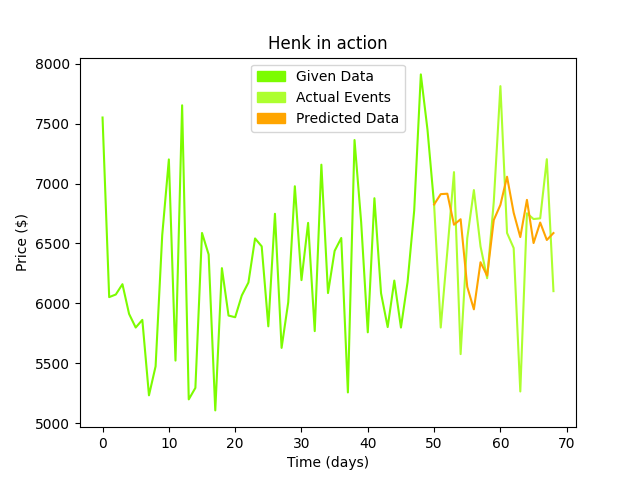 Henk in action
Given Data
Actual Events
Predicted Data
Price ($)
8000
7500
7000
6500
6000
5500
5000
0 10 20 30 40 50 60 70
Time (days)